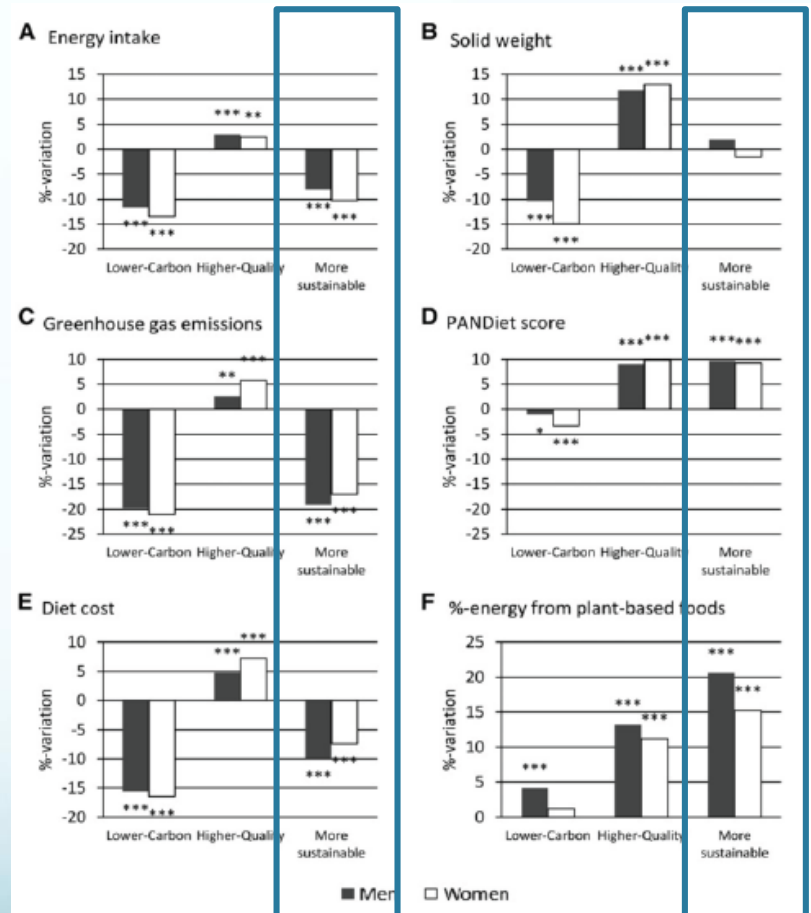 A Energy intake
15
10
5
0
-5
-10
-15
-20
%-variation
*** **
***
***
***
***
Lower-Carbon Higher-Quality More
sustainable
B Solid weight
15
10
5
0
-5
-10
-15
-20
%-variation
*** ***
***
***
Lower-Carbon Higher-Quality More
sustainable
C Greenhouse gas emissions
10
5
0
-5
-10
-15
-20
-25
%-variation
** ***
*** ***
*** ***
Lower-Carbon Higher-Quality More
sustainable
D PANDiet score
10
5
0
-5
-10
-15
-20
-25
%-variation
*** ***
*** ***
*
***
Lower-Carbon Higher-Quality More
sustainable
E Diet cost
10
5
0
-5
-10
-15
-20
%-variation
*** ***
*** ***
*** ***
Lower-Carbon Higher-Quality More
sustainable
F %-energy from plant-based foods
25
20
15
10
5
0
%-variation
***
*** ***
*** ***
Lower-Carbon Higher-Quality More
sustainable
Men Women